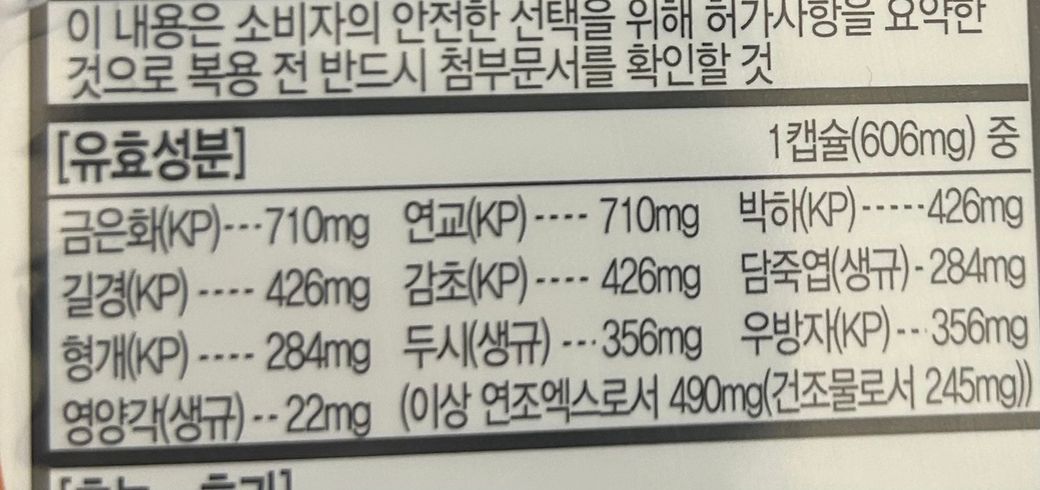 이 내용은 소비자의 안전한 선택을 위해 허가사항을 요약한
것으로 복용 전 반드시 첨부문서를 확인할 것
[유효성분] 1캡슐(606mg) 중
금은화(KP)---710mg 연교(KP)---- 710mg 박하(KP)-----426mg
길경(KP) ---- 426mg 감초(KP) ---- 426mg 담죽엽(생규)- 284mg
형개(KP) ---- 284mg 두시(생규) ---356mg 우방자(KP)---356mg
영양각(생규) -- 22mg (이상 연조엑스로서 490mg(건조물로서 245mg))